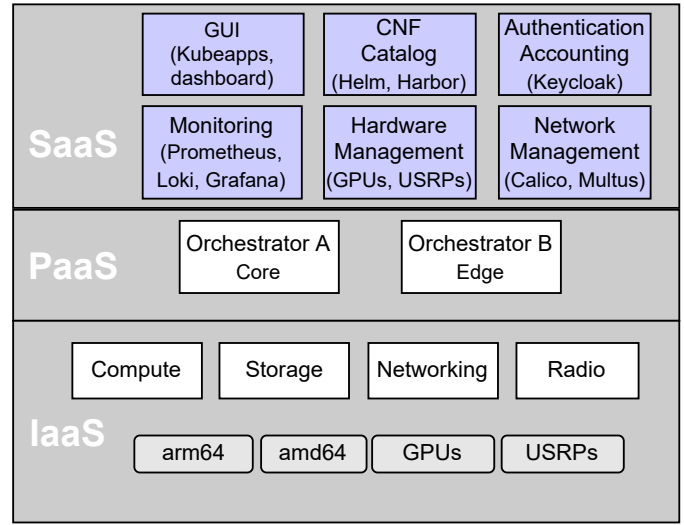 GUI
(Kubeapps,
dashboard)
CNF
Catalog
(Helm, Harbor)
Authentication
Accounting
(Keycloak)
SaaS
Monitoring
(Prometheus,
Loki, Grafana)
Hardware
Management
(GPUs, USRPs)
Network
Management
(Calico, Multus)
PaaS
Orchestrator A
Core
Orchestrator B
Edge
Compute
Storage
Networking
Radio
IaaS
arm64
amd64
GPUs
USRPs